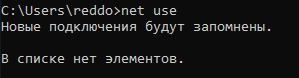 C:\Users\reddo>net use
Новые подключения будут запомнены.
В списке нет элементов.